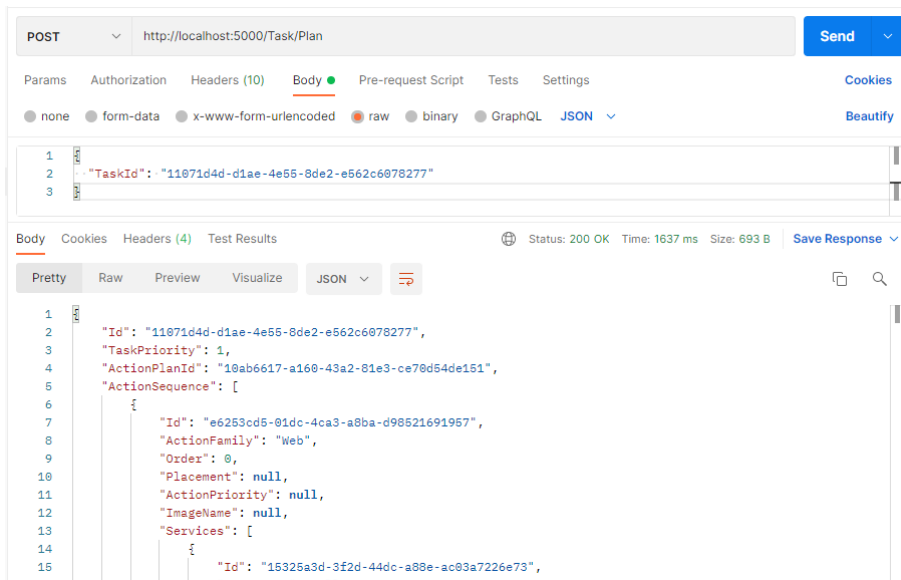 POST http://localhost:5000/Task/Plan Send
Params Authorization Headers (10) Body Pre-request Script Tests Settings Cookies
none form-data x-www-form-urlencoded raw binary GraphQL JSON Beautify
1 {
2 "TaskId": "11071d4d-d1ae-4e55-8de2-e562c6078277"
3 }
Body Cookies Headers (4) Test Results Status: 200 OK Time: 1637 ms Size: 693 B Save Response
Pretty Raw Preview Visualize JSON
1 {
2 "Id": "11071d4d-d1ae-4e55-8de2-e562c6078277",
3 "TaskPriority": 1,
4 "ActionPlanId": "10ab6617-a160-43a2-81e3-ce70d54de151",
5 "ActionSequence": [
6 {
7 "Id": "e6253cd5-01dc-4ca3-a8ba-d98521691957",
8 "ActionFamily": "Web",
9 "Order": 0,
10 "Placement": null,
11 "ActionPriority": null,
12 "ImageName": null,
13 "Services": [
14 {
15 "Id": "15325a3d-3f2d-44dc-a88e-ac03a7226e73",